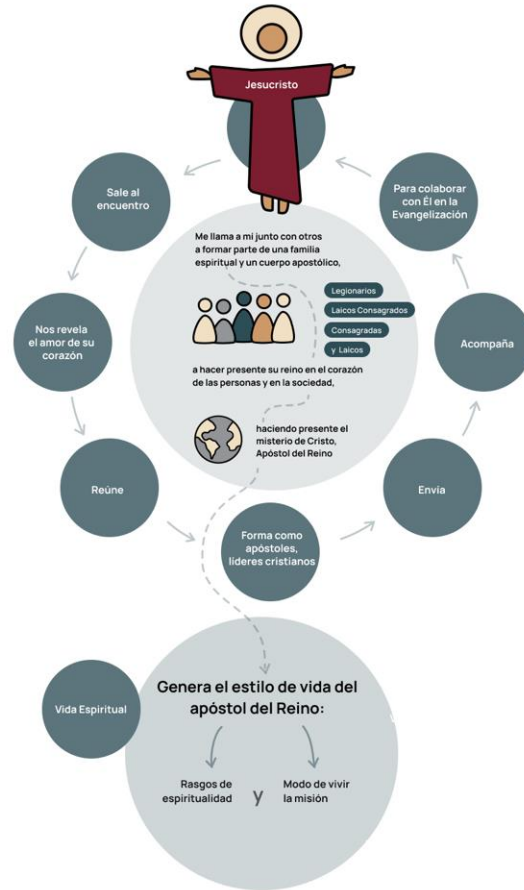 Jesucristo
Sale al
encuentro
Para colaborar
con Él en la
Evangelización
Me llama a mi junto con otros
a formar parte de una familia
espiritual y un cuerpo apostólico,
Legionarios
Laicos Consagrados
Consagradas
y Laicos
Nos revela
el amor de su
corazón
Acompaña
a hacer presente su reino en el corazón
de las personas y en la sociedad,
haciendo presente el
misterio de Cristo,
Apóstol del Reino
Reúne
Envía
Forma como
apóstoles,
líderes cristianos
Vida Espiritual
Genera el estilo de vida del
apóstol del Reino:
Rasgos de
espiritualidad
y
Modo de vivir
la misión